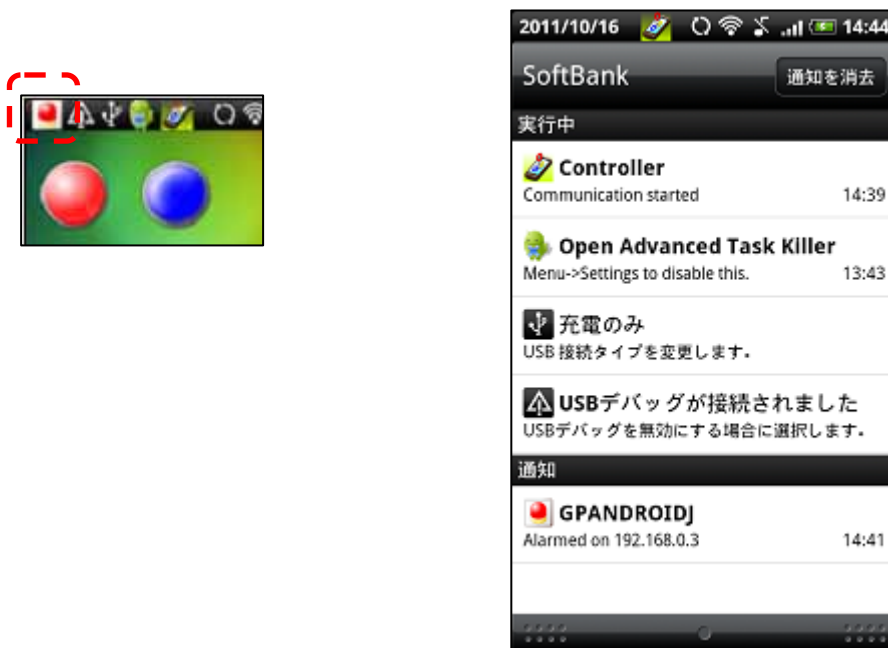 2011/10/16 14:44
SoftBank 通知を消去
実行中
Controller
Communication started 14:39
Open Advanced Task Killer
Menu->Settings to disable this. 13:43
充電のみ
USB 接続タイプを変更します。
USBデバッグが接続されました
USBデバッグを無効にする場合に選択します。
通知
GPANDROIDJ
Alarmed on 192.168.0.3 14:41